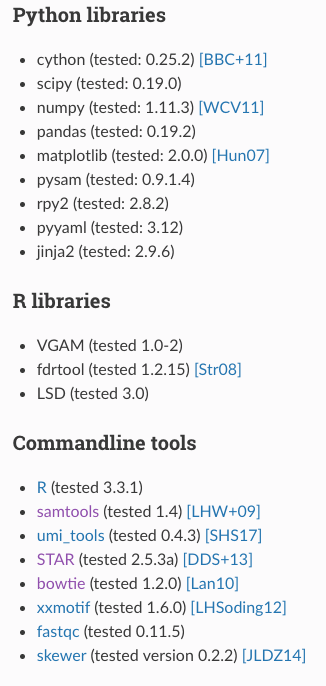 Python libraries
• cython (tested: 0.25.2) [BBC+11]
• scipy (tested: 0.19.0)
• numpy (tested: 1.11.3) [WCV11]
• pandas (tested: 0.19.2)
• matplotlib (tested: 2.0.0) [Hun07]
• pysam (tested: 0.9.1.4)
• rpy2 (tested: 2.8.2)
• pyyaml (tested: 3.12)
• jinja2 (tested: 2.9.6)
R libraries
• VGAM (tested 1.0-2)
• fdrtool (tested 1.2.15) [Str08]
• LSD (tested 3.0)
Commandline tools
• R (tested 3.3.1)
• samtools (tested 1.4) [LHW+09]
• umi_tools (tested 0.4.3) [SHS17]
• STAR (tested 2.5.3a) [DDS+13]
• bowtie (tested 1.2.0) [Lan10]
• xxmotif (tested 1.6.0) [LHSoding12]
• fastqc (tested 0.11.5)
• skewer (tested version 0.2.2) [JLDZ14]